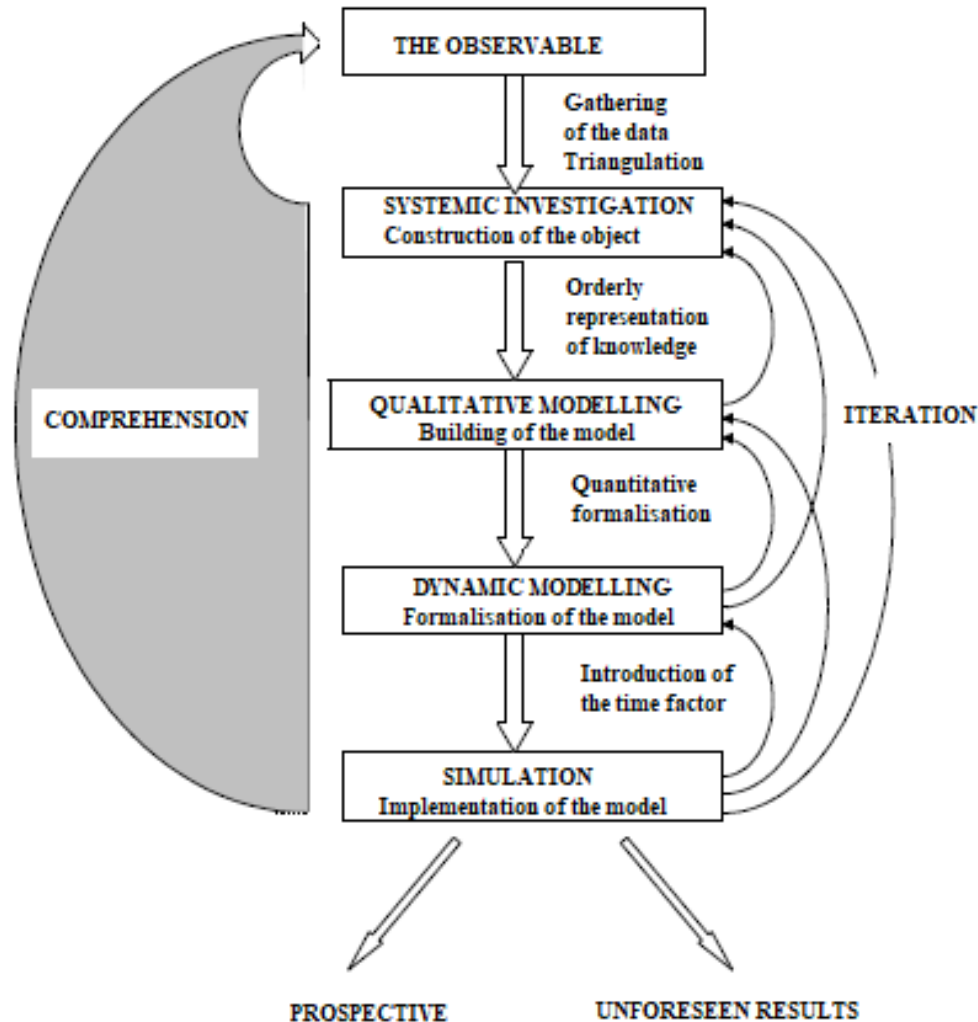 THE OBSERVABLE
Gathering
of the data
Triangulation
SYSTEMIC INVESTIGATION
Construction of the object
Orderly
representation
of knowledge
QUALITATIVE MODELLING
Building of the model
COMPREHENSION
ITERATION
Quantitative
formalisation
DYNAMIC MODELLING
Formalisation of the model
Introduction of
the time factor
SIMULATION
Implementation of the model
PROSPECTIVE
UNFORESEEN RESULTS